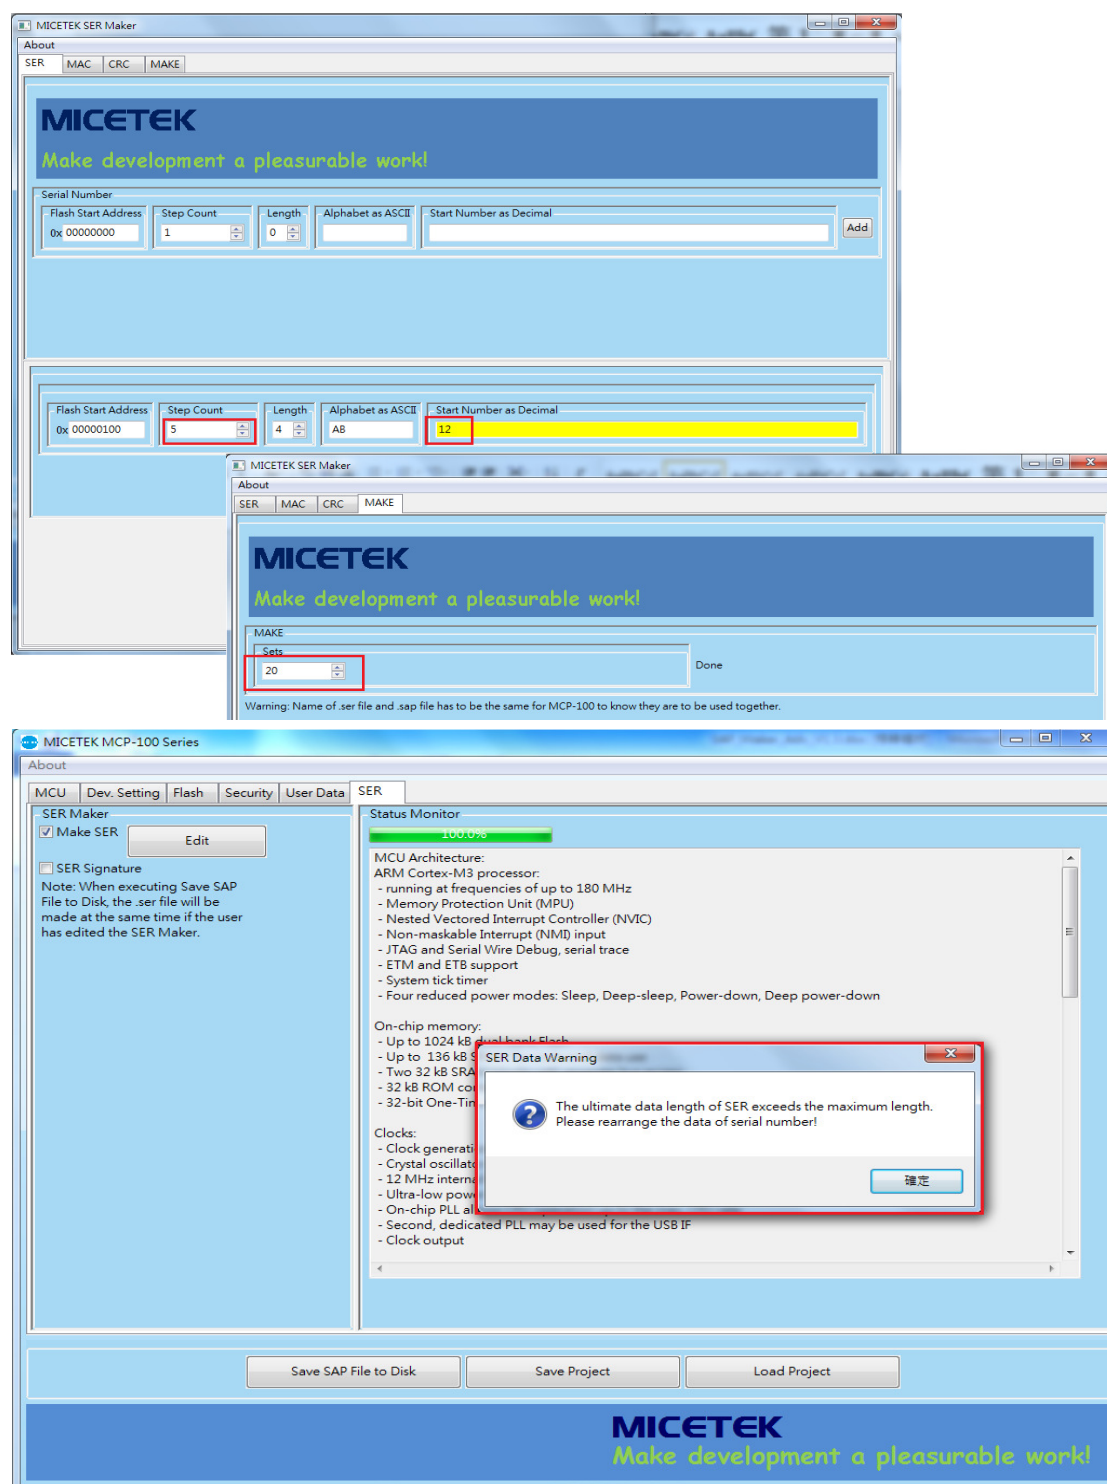 MICETEK SER Maker
About
SER MAC CRC MAKE
MICETEK
Make development a pleasurable work!
Serial Number
Flash Start Address Step Count Length Alphabet as ASCII Start Number as Decimal
0x 00000000 1 0 Add
Flash Start Address Step Count Length Alphabet as ASCII Start Number as Decimal
0x 00000100 5 4 AB 12
MICETEK SER Maker
About
SER MAC CRC MAKE
MICETEK
Make development a pleasurable work!
MAKE
Sets
20 Done
Warning: Name of .ser file and .sap file has to be the same for MCP-100 to know they are to be used together.
MICETEK MCP-100 Series
About
MCU Dev. Setting Flash Security User Data SER
SER Maker
Make SER Edit
SER Signature
Note: When executing Save SAP
File to Disk, the .ser file will be
made at the same time if the user
has edited the SER Maker.
Status Monitor
100.0%
MCU Architecture:
ARM Cortex-M3 processor:
- running at frequencies of up to 180 MHz
- Memory Protection Unit (MPU)
- Nested Vectored Interrupt Controller (NVIC)
- Non-maskable Interrupt (NMI) input
- JTAG and Serial Wire Debug, serial trace
- ETM and ETB support
- System tick timer
- Four reduced power modes: Sleep, Deep-sleep, Power-down, Deep power-down
On-chip memory:
- Up to 1024 kB dual bank Flash
- Up to 136 kB S
- Two 32 kB SRA
- 32 kB ROM co
- 32-bit One-Tin
Clocks:
- Clock generati
- Crystal oscillato
- 12 MHz interna
- Ultra-low pow
- On-chip PLL al
- Second, dedicated PLL may be used for the USB IF
- Clock output
SER Data Warning
The ultimate data length of SER exceeds the maximum length.
Please rearrange the data of serial number!
確定
Save SAP File to Disk Save Project Load Project
MICETEK
Make development a pleasurable work!